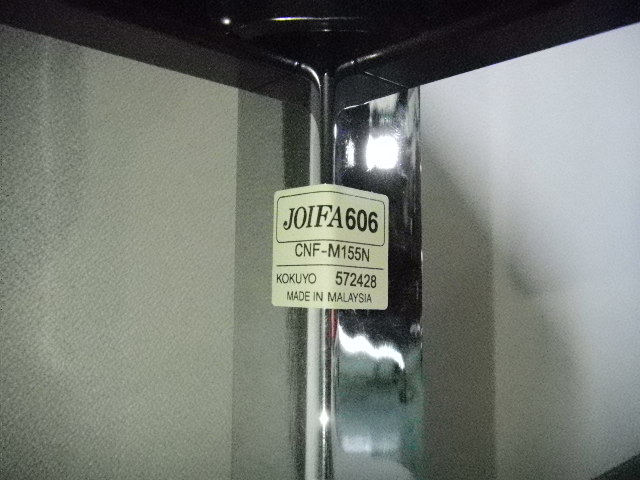 JOIFA606
CNF-M155N
KOKUYO 572428
MADE IN MALAYSIA